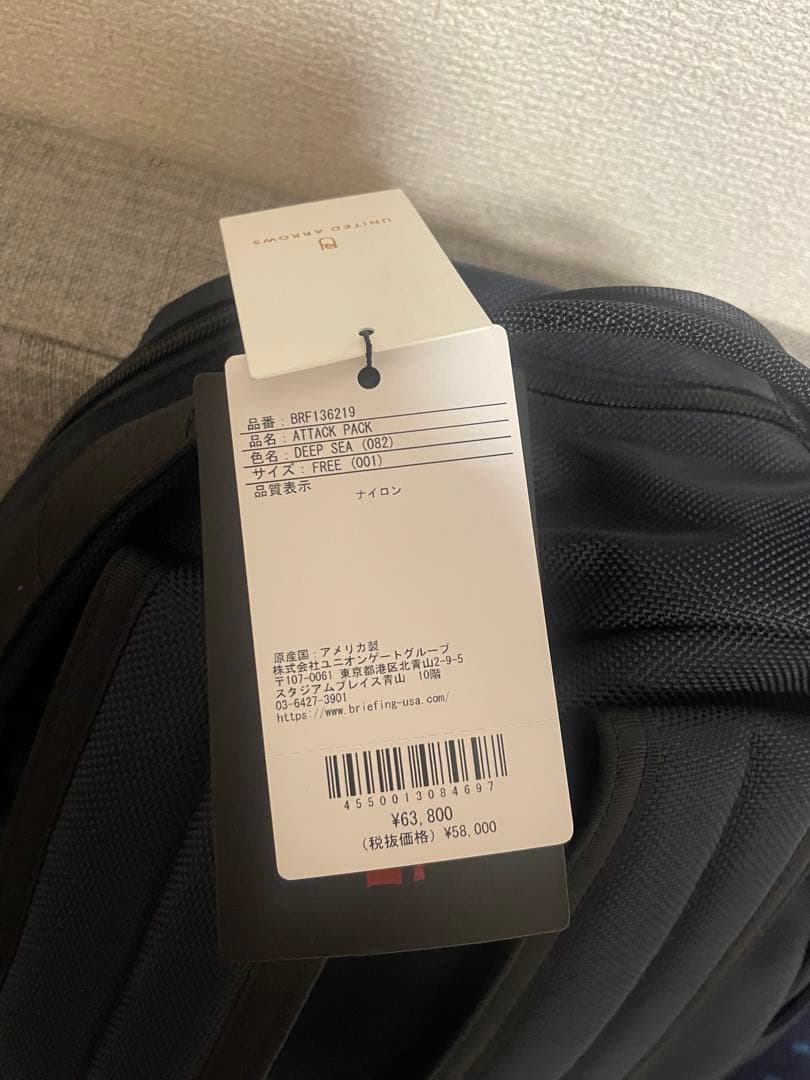 UNITED ARROWS
品番：BRF136219
品名：ATTACK PACK
色名：DEEP SEA (082)
サイズ：FREE (001)
品質表示
ナイロン
原産国：アメリカ製
株式会社ユニオンゲートグループ
〒107-0061 東京都港区北青山2-9-5
スタジアムプレイス青山 10階
03-6427-3901
https://www.briefing-usa.com/
4550013084697
¥63,800
(税抜価格) ¥58,000